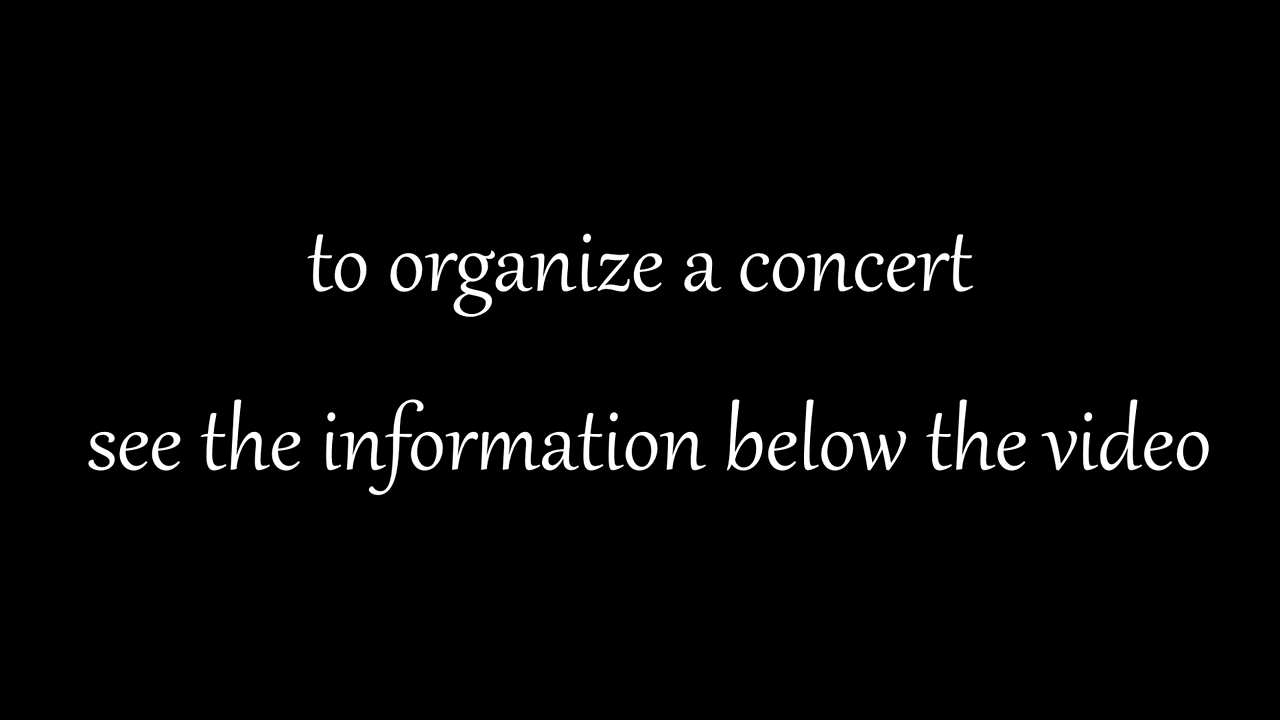 to organize a concert
see the information below the video